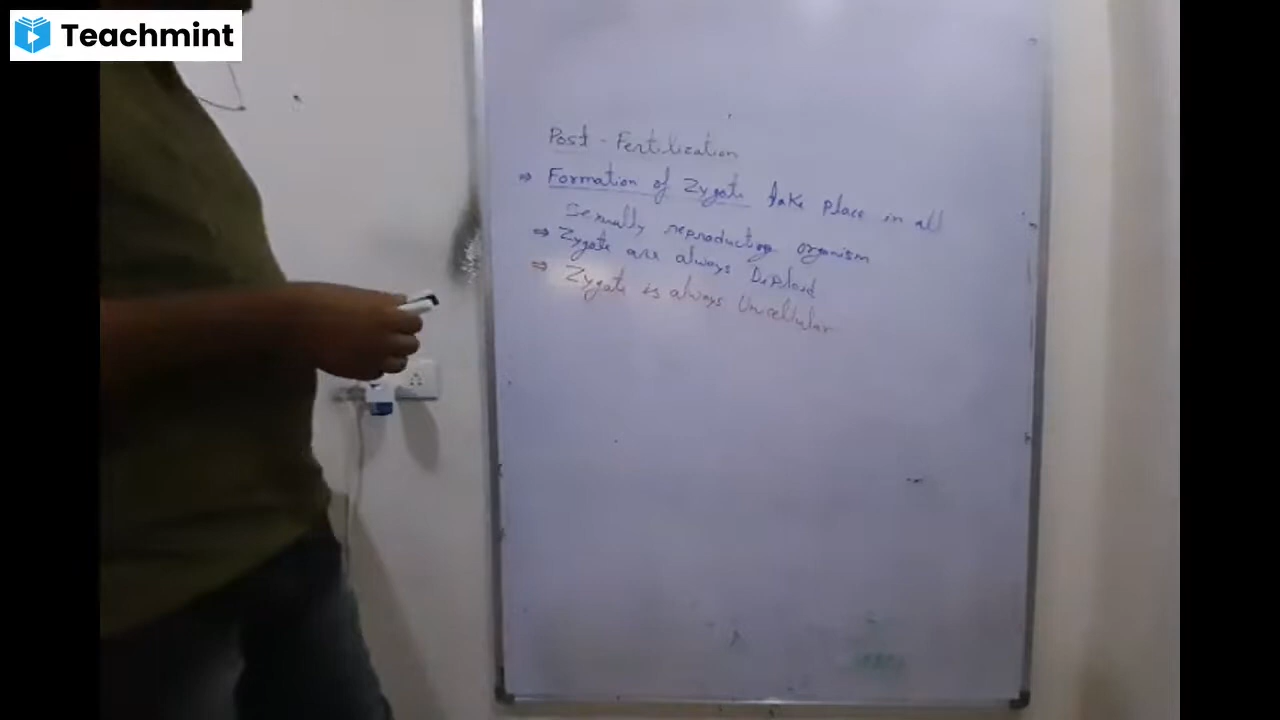 Teachmint
Post - Fertilization
⇒ Formation of Zygote take place in all
Sexually reproducting organism
⇒ Zygote are always Diploid
⇒ Zygote is always Unicellular